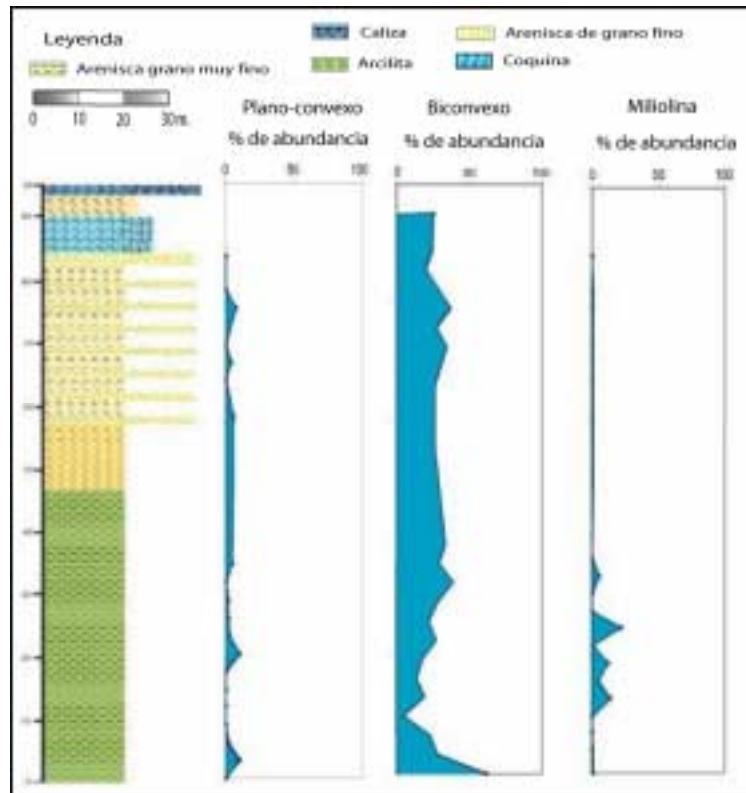 Leyenda
Arenisca grano muy fino
Caliza
Arcilita
Arenisca de grano fino
Coquina
0 10 20 30 m.
Plano-convexo
% de abundancia
0 50 100
Biconvexo
% de abundancia
0 50 100
Miliolina
% de abundancia
0 50 100